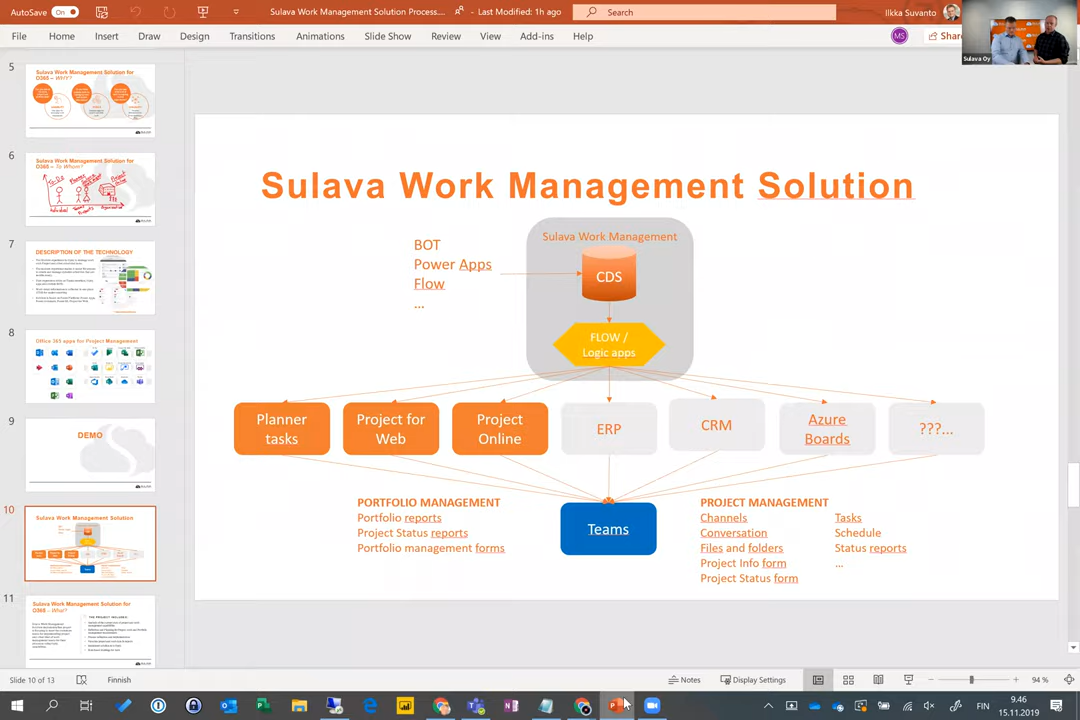 AutoSave On
Sulava Work Management Solution Process....
- Last Modified: 1h ago
Search
Ilkka Suvanto
File Home Insert Draw Design Transitions Animations Slide Show Review View Add-ins Help
MS
Share
Sulava Oy
5
Sulava Work Management Solution for
O365 – WHY?
6
Sulava Work Management Solution for
O365 – To Whom?
7
DESCRIPTION OF THE TECHNOLOGY
8
Office 365 apps for Project Management
9
DEMO
10
Sulava Work Management Solution
11
Sulava Work Management Solution for
O365 – What?
THE PROJECT INCLUDES
Sulava Work Management Solution
BOT
Power Apps
Flow
...
Sulava Work Management
CDS
FLOW /
Logic apps
Planner
tasks
Project for
Web
Project
Online
ERP
CRM
Azure
Boards
???...
PORTFOLIO MANAGEMENT
Portfolio reports
Project Status reports
Portfolio management forms
Teams
PROJECT MANAGEMENT
Channels
Conversation
Files and folders
Project Info form
Project Status form
Tasks
Schedule
Status reports
...
Slide 10 of 13
Finnish
Notes
Display Settings
94 %
FIN
9.46
15.11.2019